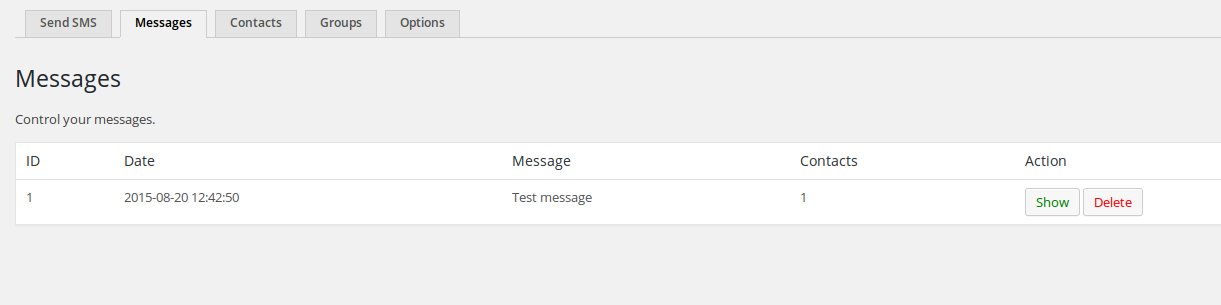 Send SMS Messages Contacts Groups Options
Messages
Control your messages.
ID Date Message Contacts Action
1 2015-08-20 12:42:50 Test message 1 Show Delete